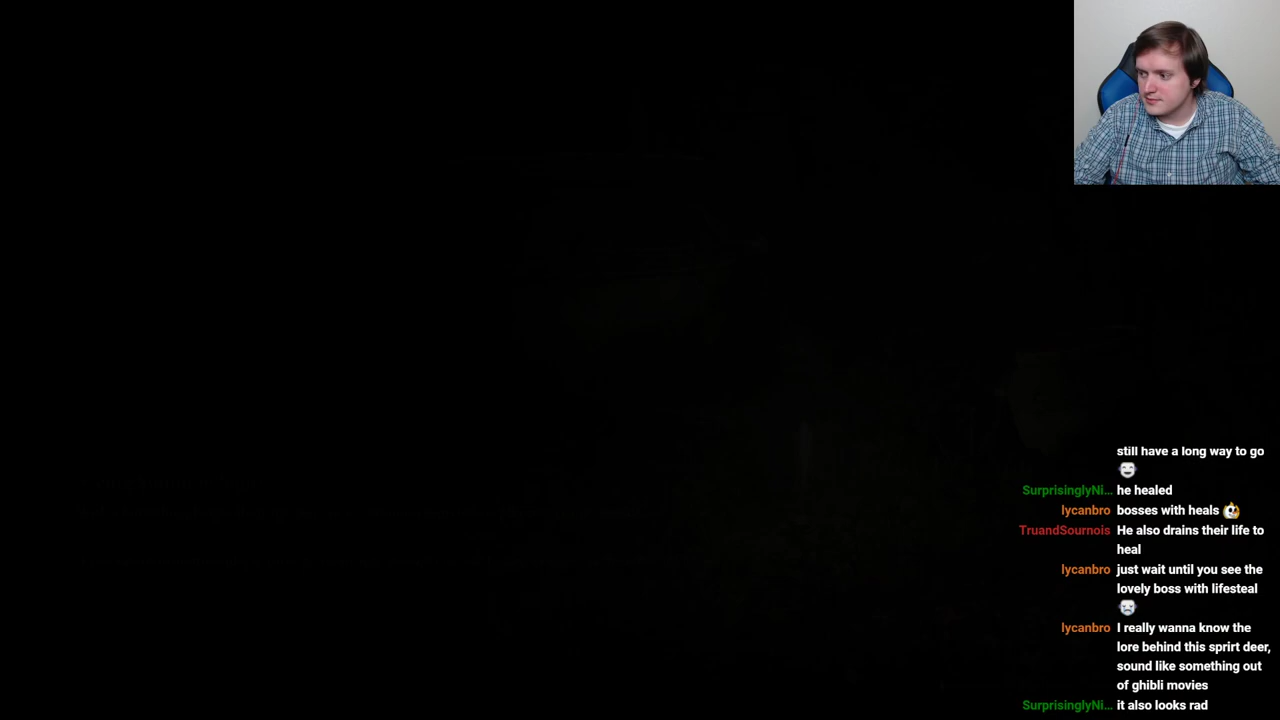 still have a long way to go
SurprisinglyNi... he healed
lycanbro bosses with heals
TruandSournois He also drains their life to
heal
lycanbro just wait until you see the
lovely boss with lifesteal
lycanbro I really wanna know the
lore behind this sprirt deer,
sound like something out
of ghibli movies
SurprisinglyNi... it also looks rad